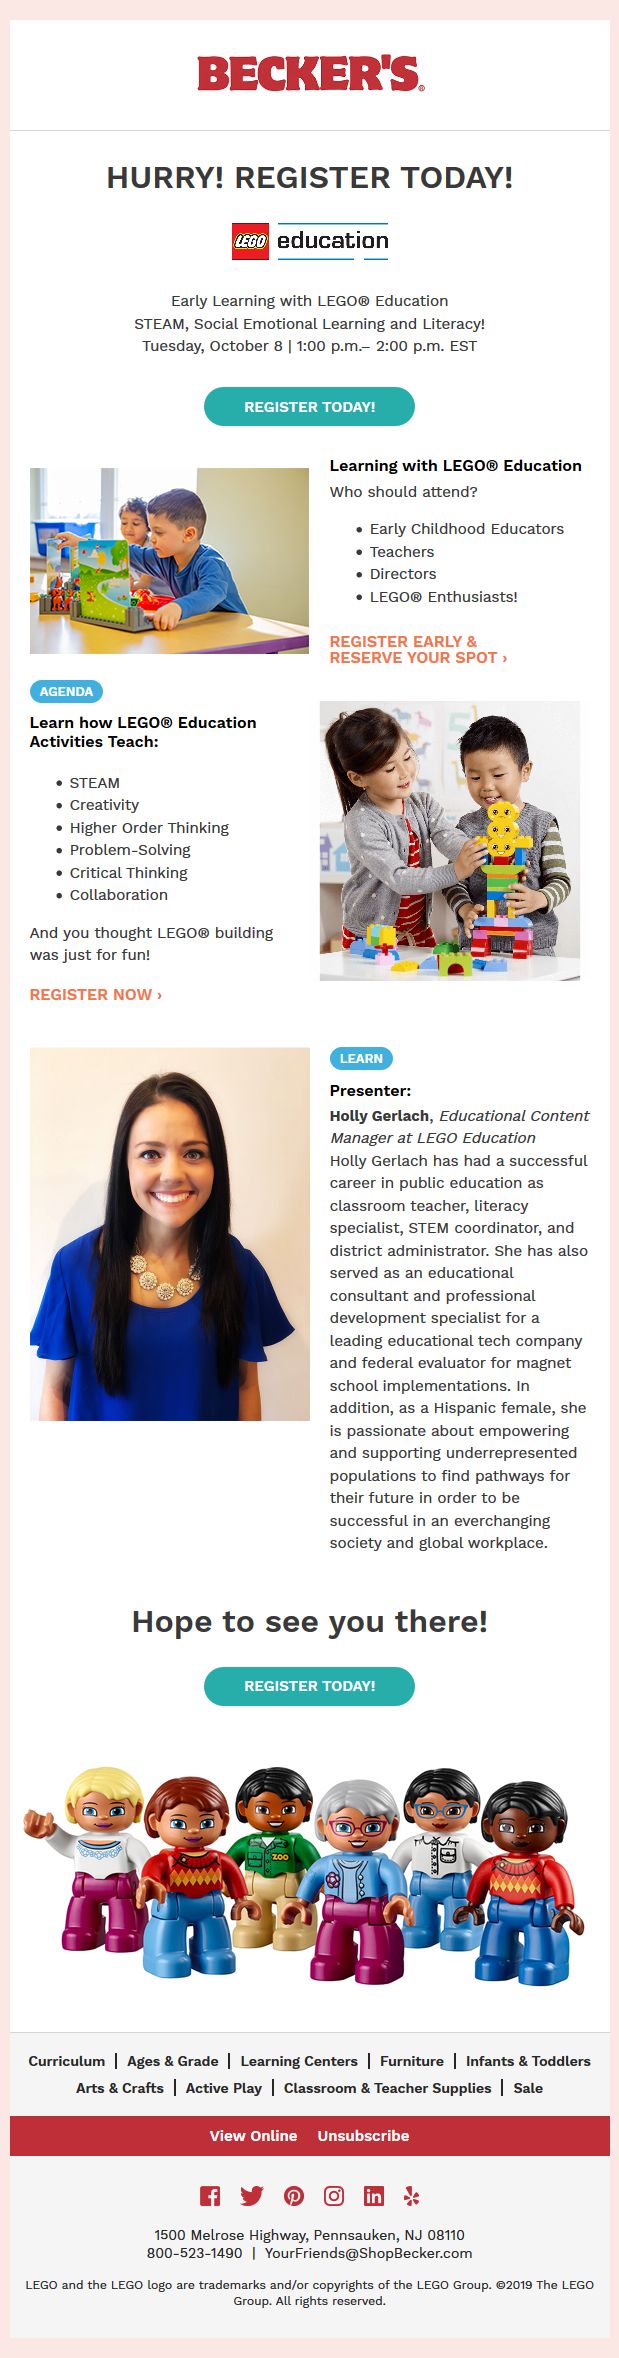 BECKER'S®
HURRY! REGISTER TODAY!
LEGO education
Early Learning with LEGO® Education
STEAM, Social Emotional Learning and Literacy!
Tuesday, October 8 | 1:00 p.m.– 2:00 p.m. EST
REGISTER TODAY!
Learning with LEGO® Education
Who should attend?
• Early Childhood Educators
• Teachers
• Directors
• LEGO® Enthusiasts!
REGISTER EARLY &
RESERVE YOUR SPOT ›
AGENDA
Learn how LEGO® Education
Activities Teach:
• STEAM
• Creativity
• Higher Order Thinking
• Problem-Solving
• Critical Thinking
• Collaboration
And you thought LEGO® building
was just for fun!
REGISTER NOW ›
LEARN
Presenter:
Holly Gerlach, Educational Content
Manager at LEGO Education
Holly Gerlach has had a successful
career in public education as
classroom teacher, literacy
specialist, STEM coordinator, and
district administrator. She has also
served as an educational
consultant and professional
development specialist for a
leading educational tech company
and federal evaluator for magnet
school implementations. In
addition, as a Hispanic female, she
is passionate about empowering
and supporting underrepresented
populations to find pathways for
their future in order to be
successful in an everchanging
society and global workplace.
Hope to see you there!
REGISTER TODAY!
ZOO
Curriculum | Ages & Grade | Learning Centers | Furniture | Infants & Toddlers
Arts & Crafts | Active Play | Classroom & Teacher Supplies | Sale
View Online Unsubscribe
1500 Melrose Highway, Pennsauken, NJ 08110
800-523-1490 | YourFriends@ShopBecker.com
LEGO and the LEGO logo are trademarks and/or copyrights of the LEGO Group. ©2019 The LEGO
Group. All rights reserved.